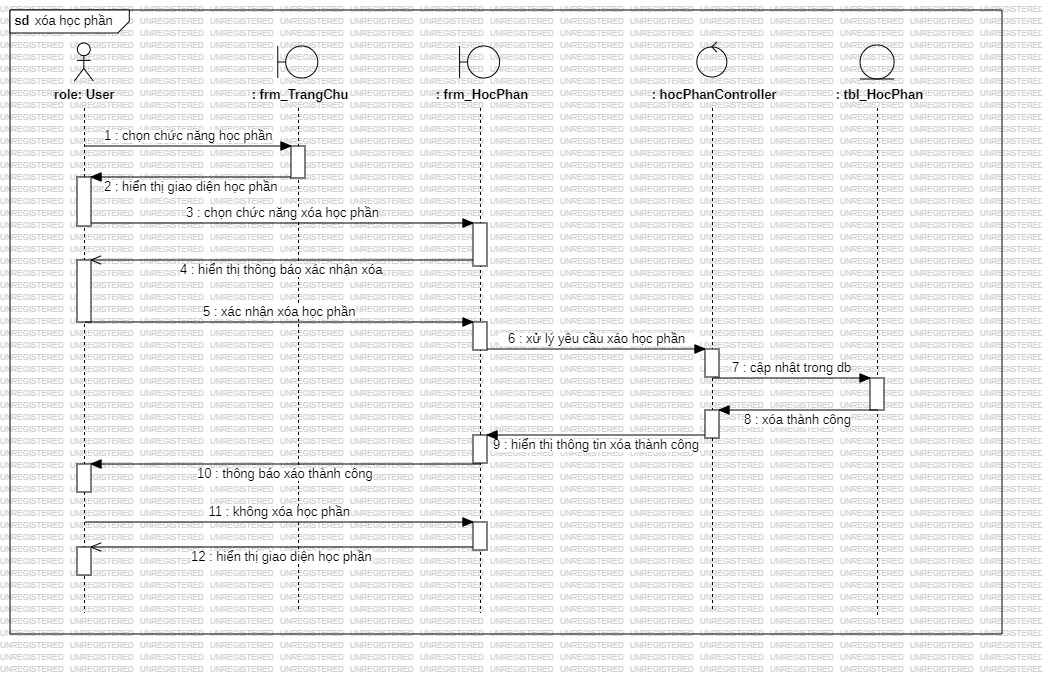 sd xóa học phần
role: User
: frm_TrangChu
: frm_HocPhan
: hocPhanController
: tbl_HocPhan
1 : chọn chức năng học phần
2 : hiển thị giao diện học phần
3 : chọn chức năng xóa học phần
4 : hiển thị thông báo xác nhận xóa
5 : xác nhận xóa học phần
6 : xử lý yêu cầu xáo học phần
7 : cập nhật trong db
8 : xóa thành công
9 : hiển thị thông tin xóa thành công
10 : thông báo xáo thành công
11 : không xóa học phần
12 : hiển thị giao diện học phần
UNREGISTERED